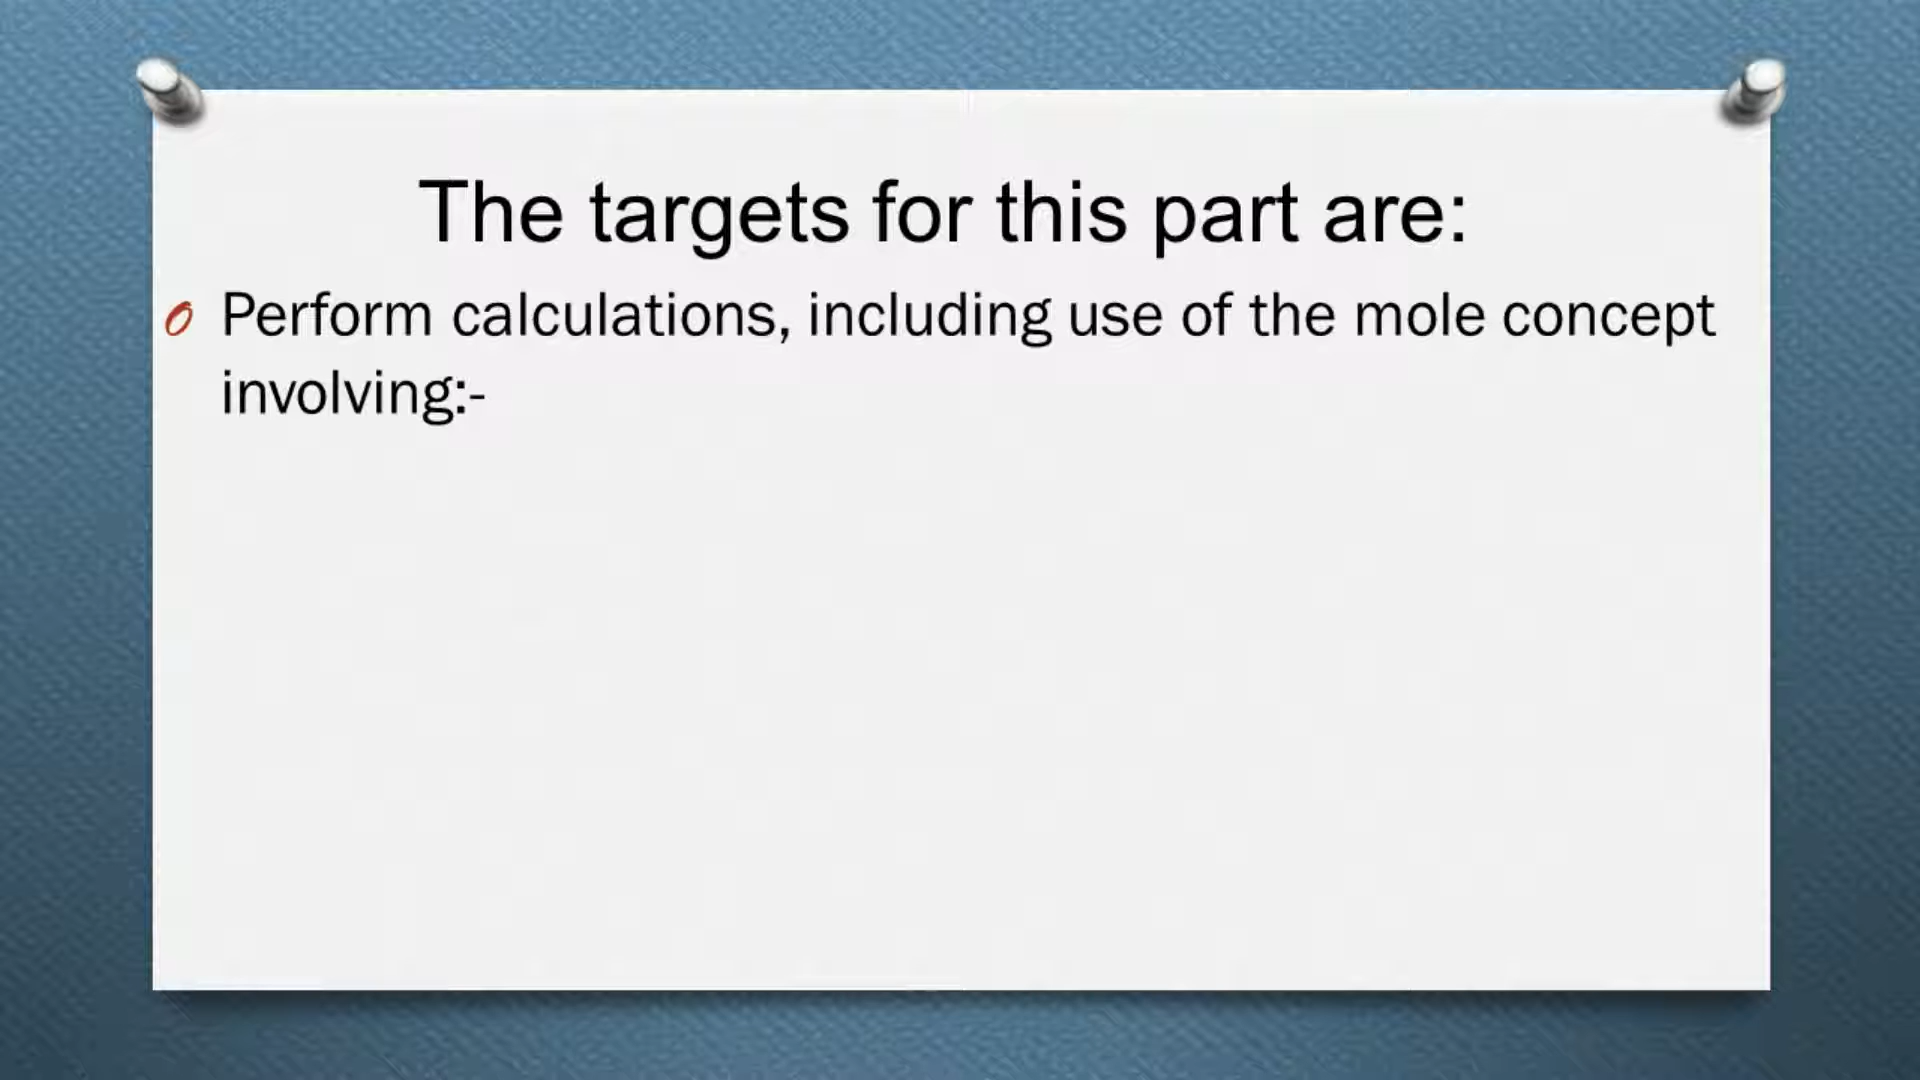 The targets for this part are:
Perform calculations, including use of the mole concept
involving:-